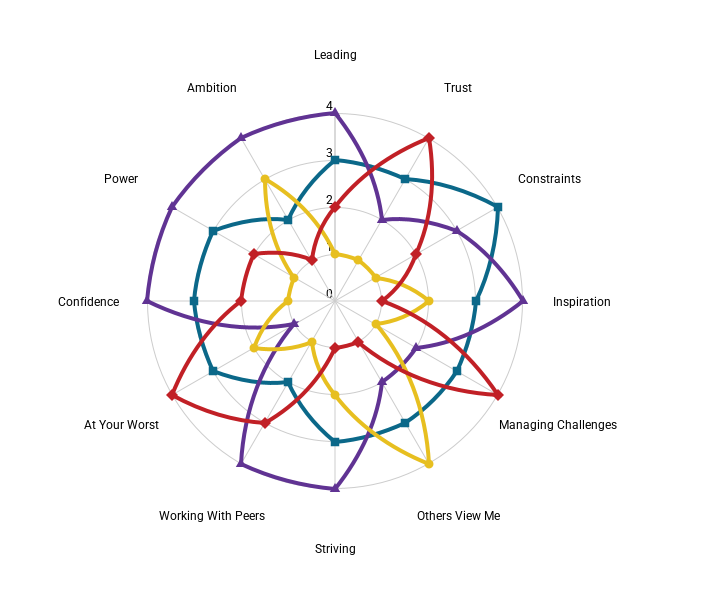 Leading
Ambition
Trust
4
Power
3
Constraints
2
1
Confidence
0
Inspiration
At Your Worst
Managing Challenges
Working With Peers
Others View Me
Striving